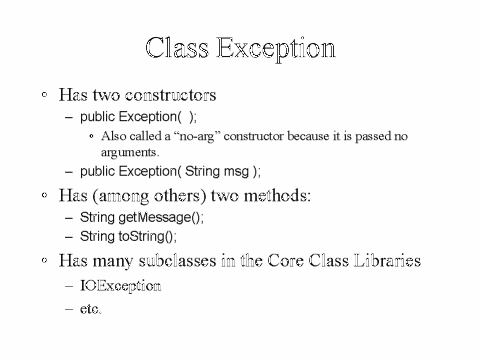 Class Exception
° Has two constructors
– public Exception( );
° Also called a “no-arg” constructor because it is passed no
arguments.
– public Exception( String msg );
° Has (among others) two methods:
– String getMessage();
– String toString();
° Has many subclasses in the Core Class Libraries
– IOException
– etc.